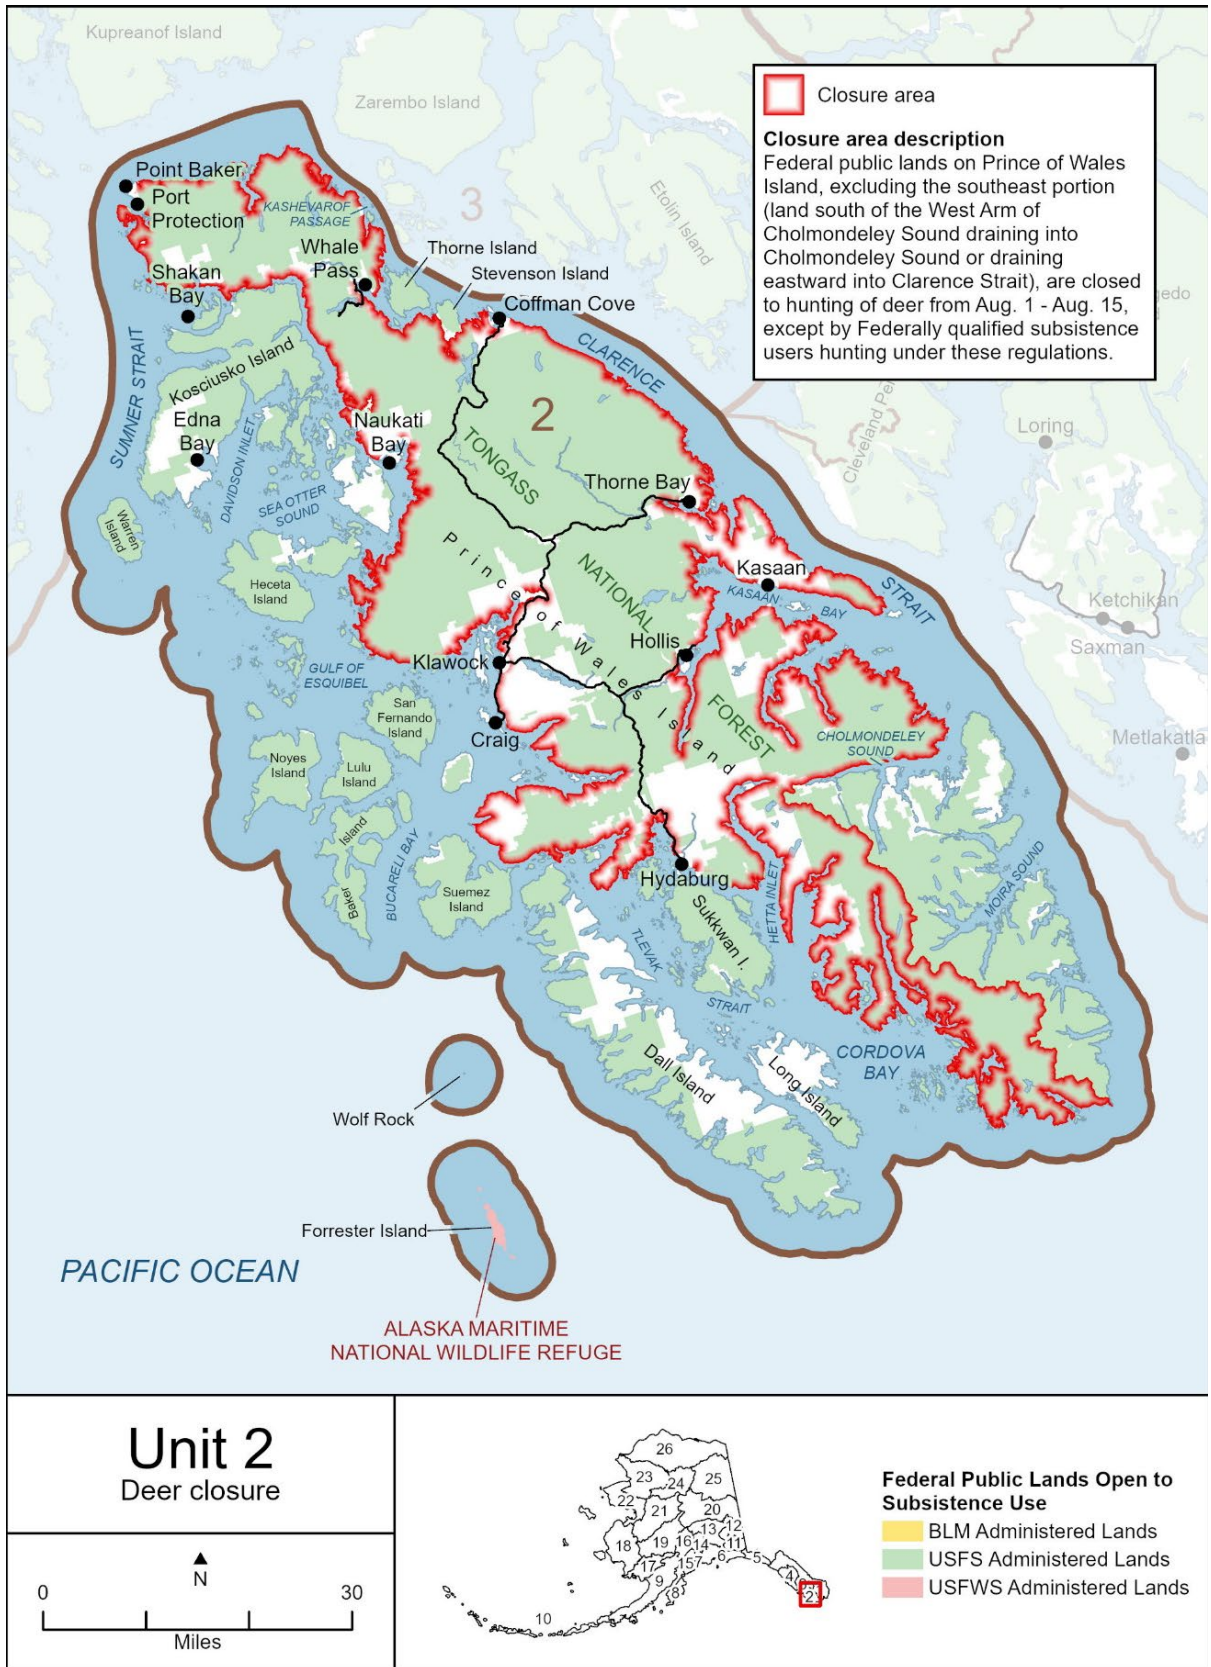 Kupreanof Island
Zarembo Island
Etolin Island
3
Closure area
Closure area description
Federal public lands on Prince of Wales
Island, excluding the southeast portion
(land south of the West Arm of
Cholmondeley Sound draining into
Cholmondeley Sound or draining
eastward into Clarence Strait), are closed
to hunting of deer from Aug. 1 - Aug. 15,
except by Federally qualified subsistence
users hunting under these regulations.
Point Baker
Port
Protection
KASHEVAROF
PASSAGE
Whale
Pass
Thorne Island
Stevenson Island
Coffman Cove
Shakan
Bay
SUMNER STRAIT
Kosciusko Island
Edna
Bay
DAVIDSON INLET
SEA OTTER
SOUND
Naukati
Bay
CLARENCE
STRAIT
2
TONGASS
NATIONAL
FOREST
Cleveland Pen
gedo
Loring
Thorne Bay
Warren
Island
Heceta
Island
Prince of Wales Island
Kasaan
KASAAN
BAY
Ketchikan
Saxman
Hollis
Klawock
GULF OF
ESQUIBEL
San
Fernando
Island
Craig
CHOLMONDELEY
SOUND
Metlakatla
Noyes
Island
Lulu
Island
Baker
Island
BUCARELI BAY
Suemez
Island
Hydaburg
Sukkwan I.
HETTA INLET
MOIRA SOUND
TLEVAK
STRAIT
Dall Island
Long Island
CORDOVA
BAY
Wolf Rock
Forrester Island
PACIFIC OCEAN
ALASKA MARITIME
NATIONAL WILDLIFE REFUGE
Unit 2
Deer closure
N
0
30
Miles
26
23
24
25
22
21
20
18
19
16
13
12
14
11
17
15
7
6
5
9
8
4
2
10
Federal Public Lands Open to
Subsistence Use
BLM Administered Lands
USFS Administered Lands
USFWS Administered Lands